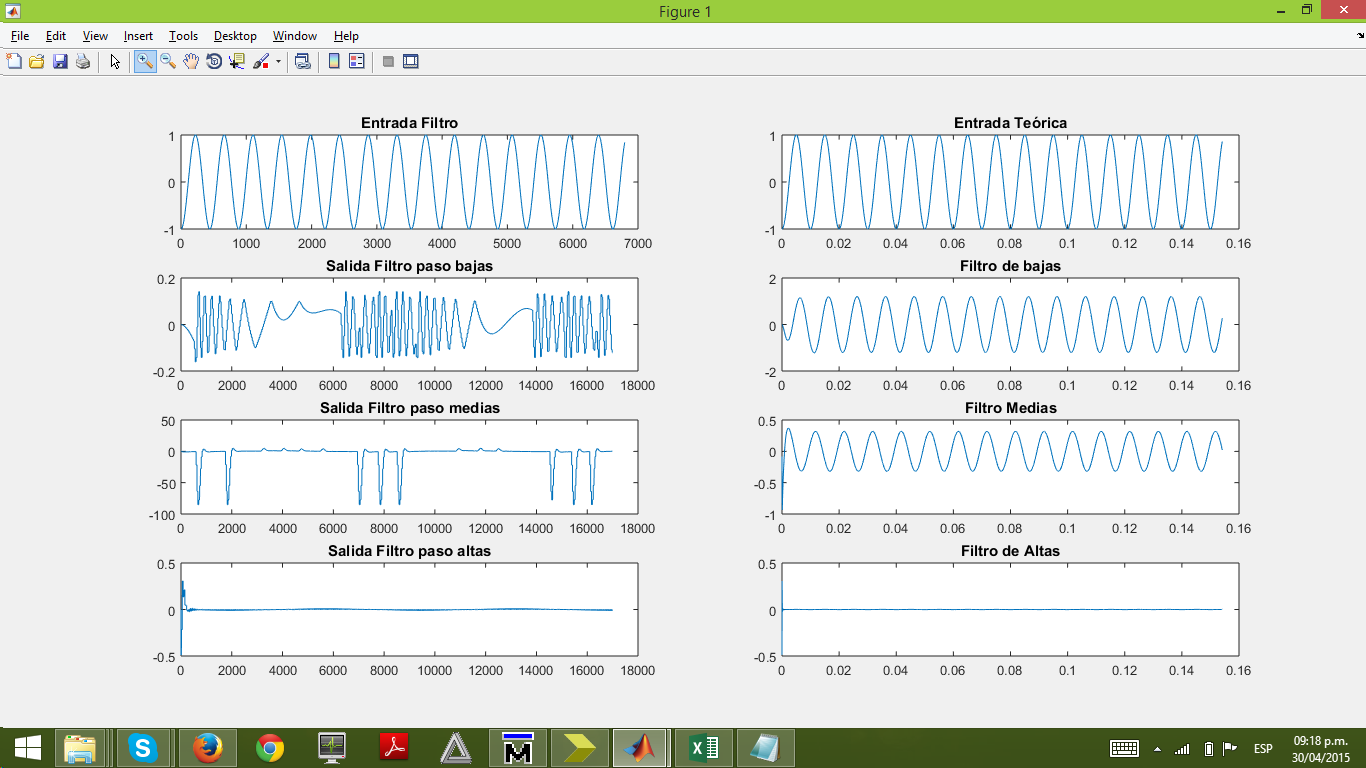 Figure 1
File Edit View Insert Tools Desktop Window Help
Entrada Filtro
1
0
-1
0 1000 2000 3000 4000 5000 6000 7000
Entrada Teórica
1
0
-1
0 0.02 0.04 0.06 0.08 0.1 0.12 0.14 0.16
Salida Filtro paso bajas
0.2
0
-0.2
0 2000 4000 6000 8000 10000 12000 14000 16000 18000
Filtro de bajas
2
0
-2
0 0.02 0.04 0.06 0.08 0.1 0.12 0.14 0.16
Salida Filtro paso medias
50
0
-50
-100
0 2000 4000 6000 8000 10000 12000 14000 16000 18000
Filtro Medias
0.5
0
-0.5
-1
0 0.02 0.04 0.06 0.08 0.1 0.12 0.14 0.16
Salida Filtro paso altas
0.5
0
-0.5
0 2000 4000 6000 8000 10000 12000 14000 16000 18000
Filtro de Altas
0.5
0
-0.5
0 0.02 0.04 0.06 0.08 0.1 0.12 0.14 0.16
M
ESP
09:18 p.m.
30/04/2015